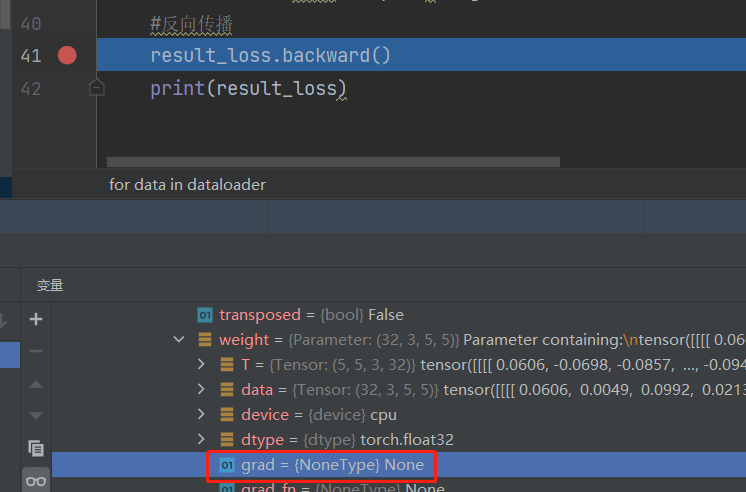 40 #反向传播
41 result_loss.backward()
42 print(result_loss)
for data in dataloader
变量
transposed = {bool} False
weight = {Parameter: (32, 3, 5, 5)} Parameter containing:\ntensor([[[[ 0.06
T = {Tensor: (5, 5, 3, 32)} tensor([[[[ 0.0606, -0.0698, -0.0857, ..., -0.094
data = {Tensor: (32, 3, 5, 5)} tensor([[[[ 0.0606, 0.0049, 0.0992, 0.0213
device = {device} cpu
dtype = {dtype} torch.float32
grad = {NoneType} None
grad_fn = {NoneType} None